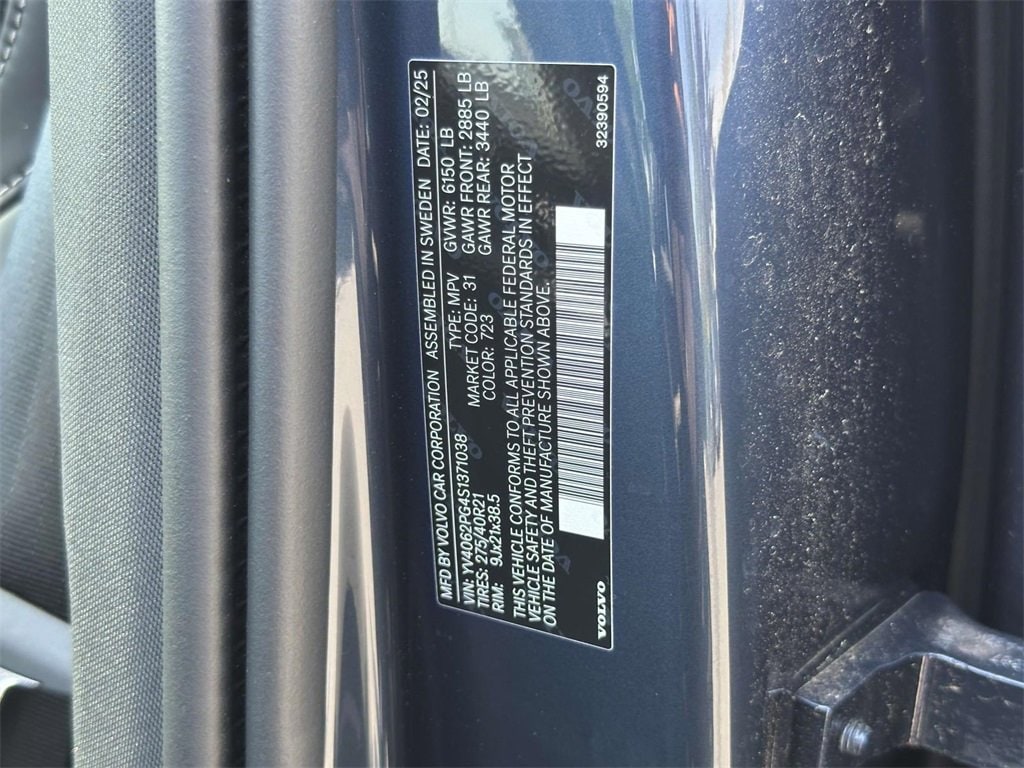 MFD BY VOLVO CAR CORPORATION ASSEMBLED IN SWEDEN DATE: 02/25
VIN: YV4062PG4S1371038 TYPE: MPV GVWR: 6150 LB
TIRES: 275/40R21 MARKET CODE: 31 GAWR FRONT: 2885 LB
RIM: 9Jx21x38.5 COLOR: 723 GAWR REAR: 3440 LB
THIS VEHICLE CONFORMS TO ALL APPLICABLE FEDERAL MOTOR
VEHICLE SAFETY AND THEFT PREVENTION STANDARDS IN EFFECT
ON THE DATE OF MANUFACTURE SHOWN ABOVE.
VOLVO 32390594